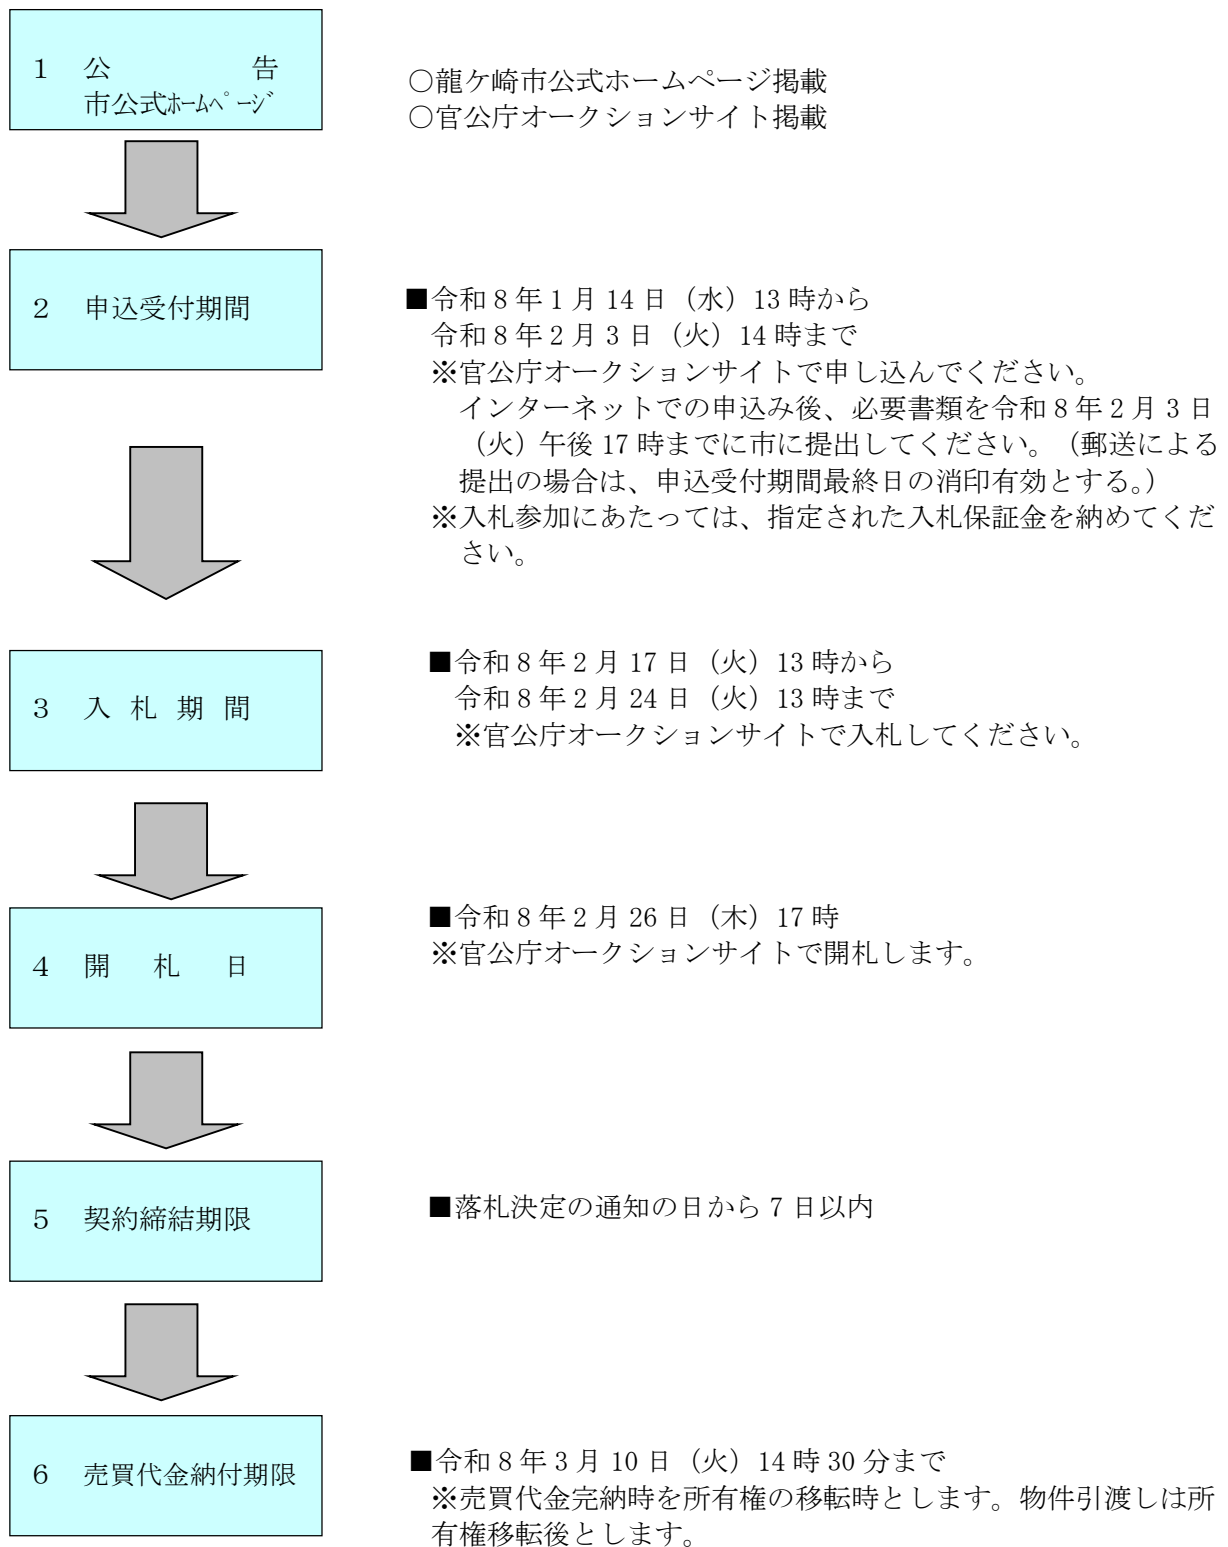 １　公　　　　　告
市公式ﾎｰﾑﾍﾟｰｼﾞ
○龍ケ崎市公式ホームページ掲載
○官公庁オークションサイト掲載
２　申込受付期間
■令和８年１月 14 日（水）13 時から
令和８年２月３日（火）14 時まで
※官公庁オークションサイトで申し込んでください。
インターネットでの申込み後、必要書類を令和８年２月３日
（火）午後 17 時までに市に提出してください。（郵送による
提出の場合は、申込受付期間最終日の消印有効とする。）
※入札参加にあたっては、指定された入札保証金を納めてくだ
さい。
３　入 札 期 間
■令和８年２月 17 日（火）13 時から
令和８年２月 24 日（火）13 時まで
※官公庁オークションサイトで入札してください。
４　開　札　日
■令和８年２月 26 日（木）17 時
※官公庁オークションサイトで開札します。
５　契約締結期限
■落札決定の通知の日から７日以内
６　売買代金納付期限
■令和８年３月 10 日（火）14 時 30 分まで
※売買代金完納時を所有権の移転時とします。物件引渡しは所
有権移転後とします。